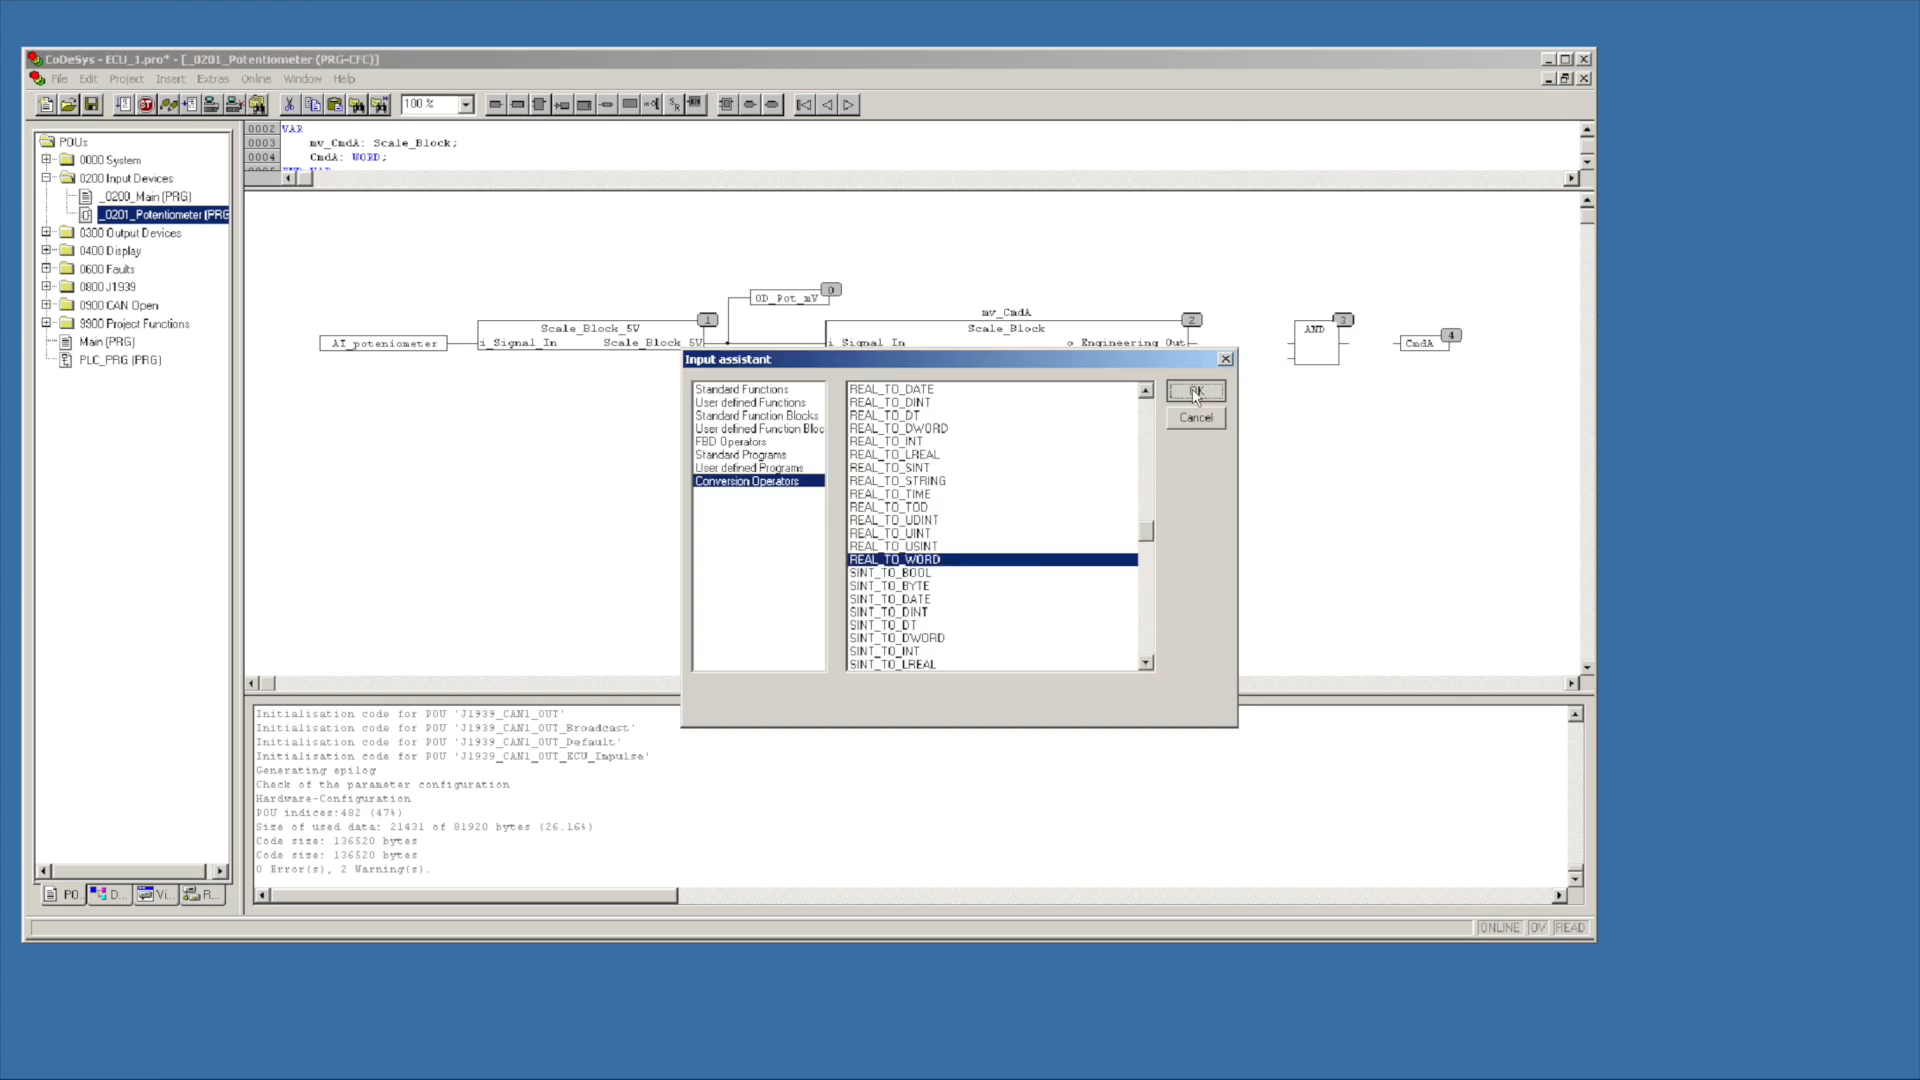 CoDeSys - ECU_1.pro* - [_0201_Potentiometer (PRG-CFC)]
File Edit Project Insert Extras Online Window Help
100 %
POUs
0000 System
0200 Input Devices
_0200_Main (PRG)
_0201_Potentiometer (PRG
0300 Output Devices
0400 Display
0600 Faults
0800 J1939
0900 CAN Open
9900 Project Functions
Main (PRG)
PLC_PRG (PRG)
PO.
D...
Vi...
R...
0002 VAR
0003 mv_CmdA: Scale_Block;
0004 CmdA: WORD;
OD_Pot_mV 0
AI_poteniometer
1
Scale_Block_5V
i_Signal_In Scale_Block_5V
mv_CmdA
2
Scale_Block
i_Signal_In o_Engineering_Out
3
AND
CmdA 4
Input assistant
Standard Functions
User defined Functions
Standard Function Blocks
User defined Function Bloc
FBD Operators
Standard Programs
User defined Programs
Conversion Operators
REAL_TO_DATE
REAL_TO_DINT
REAL_TO_DT
REAL_TO_DWORD
REAL_TO_INT
REAL_TO_LREAL
REAL_TO_SINT
REAL_TO_STRING
REAL_TO_TIME
REAL_TO_TOD
REAL_TO_UDINT
REAL_TO_UINT
REAL_TO_USINT
REAL_TO_WORD
SINT_TO_BOOL
SINT_TO_BYTE
SINT_TO_DATE
SINT_TO_DINT
SINT_TO_DT
SINT_TO_DWORD
SINT_TO_INT
SINT_TO_LREAL
OK
Cancel
Initialisation code for POU 'J1939_CAN1_OUT'
Initialisation code for POU 'J1939_CAN1_OUT_Broadcast'
Initialisation code for POU 'J1939_CAN1_OUT_Default'
Initialisation code for POU 'J1939_CAN1_OUT_ECU_Impulse'
Generating epilog
Check of the parameter configuration
Hardware-Configuration
POU indices:482 (47%)
Size of used data: 21431 of 81920 bytes (26.16%)
Code size: 136520 bytes
Code size: 136520 bytes
0 Error(s), 2 Warning(s).
ONLINE OV READ